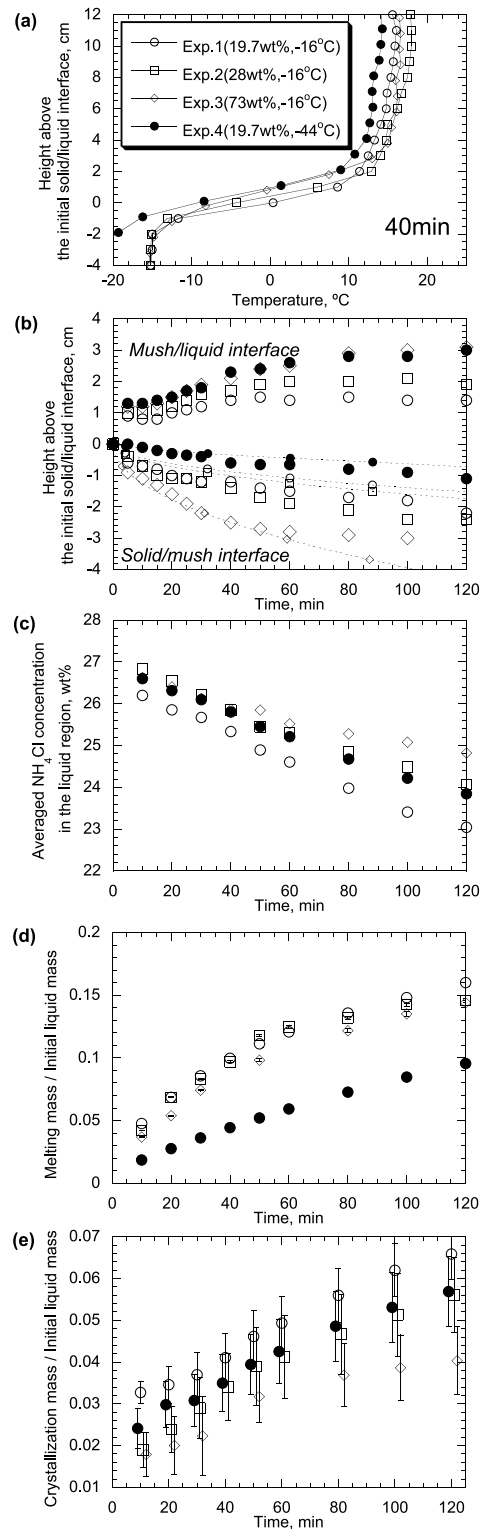 (a)
12
10
8
6
4
2
0
-2
-4
Height above
the initial solid/liquid interface, cm
Exp.1(19.7wt%,-16°C)
Exp.2(28wt%,-16°C)
Exp.3(73wt%,-16°C)
Exp.4(19.7wt%,-44°C)
40min
-20 -10 0 10 20
Temperature, ºC
(b)
4
3
2
1
0
-1
-2
-3
-4
Height above
the initial solid/liquid interface, cm
Mush/liquid interface
Solid/mush interface
0 20 40 60 80 100 120
Time, min
(c)
28
27
26
25
24
23
22
Averaged NH4Cl concentration
in the liquid region, wt%
0 20 40 60 80 100 120
Time, min
(d)
0.2
0.15
0.1
0.05
0
Melting mass / Initial liquid mass
0 20 40 60 80 100 120
Time, min
(e)
0.07
0.06
0.05
0.04
0.03
0.02
0.01
Crystallization mass / Initial liquid mass
0 20 40 60 80 100 120
Time, min